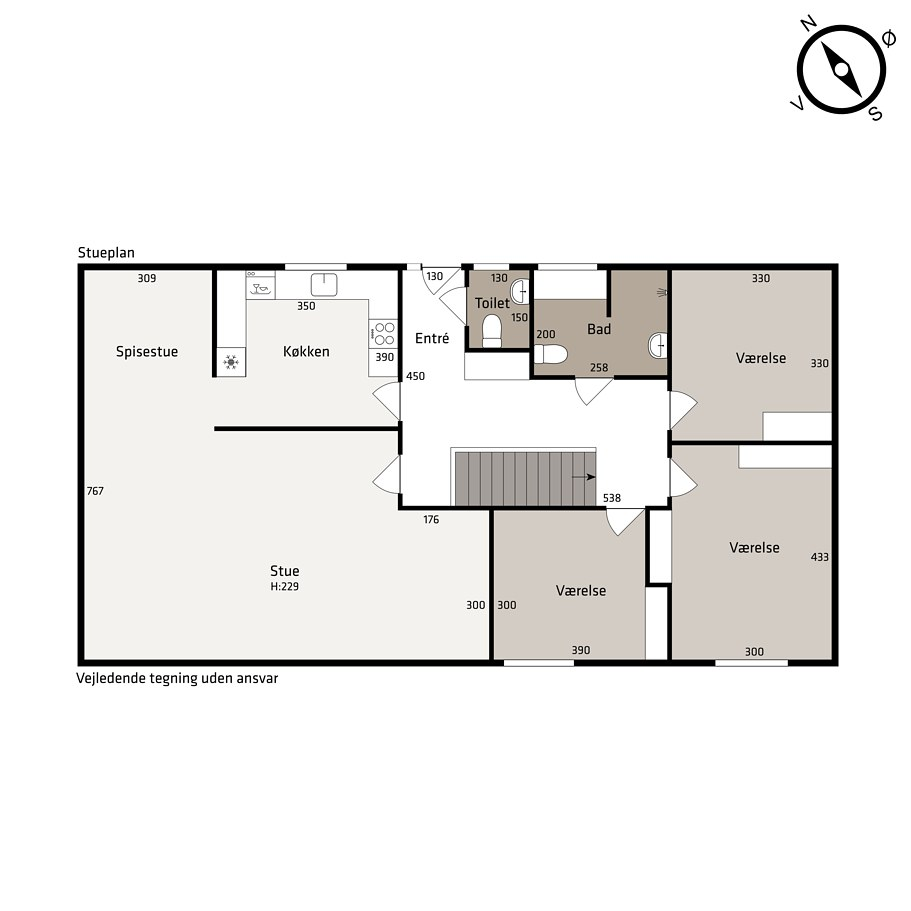 N
Ø
V
S
Stueplan
309
130
130
330
350
Toilet
150
Spisestue
Køkken
390
Entré
200
Bad
258
450
Værelse
330
767
538
176
Stue
H:229
300
300
Værelse
390
Værelse
433
300
Vejledende tegning uden ansvar